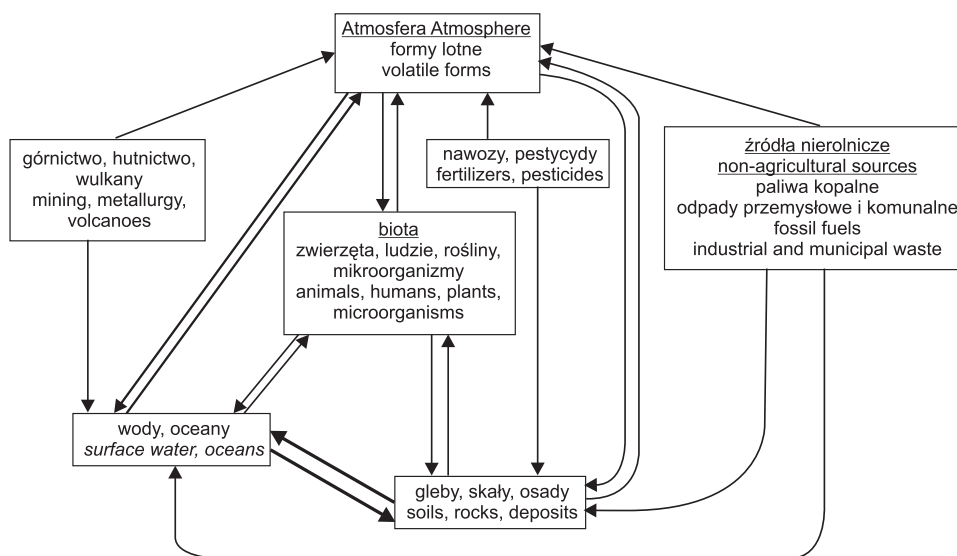 Atmosfera Atmosphere
formy lotne
volatile forms
górnictwo, hutnictwo,
wulkany
mining, metallurgy,
volcanoes
nawozy, pestycydy
fertilizers, pesticides
źródła nierolnicze
non-agricultural sources
paliwa kopalne
odpady przemysłowe i komunalne
fossil fuels
industrial and municipal waste
biota
zwierzęta, ludzie, rośliny,
mikroorganizmy
animals, humans, plants,
microorganisms
wody, oceany
surface water, oceans
gleby, skały, osady
soils, rocks, deposits